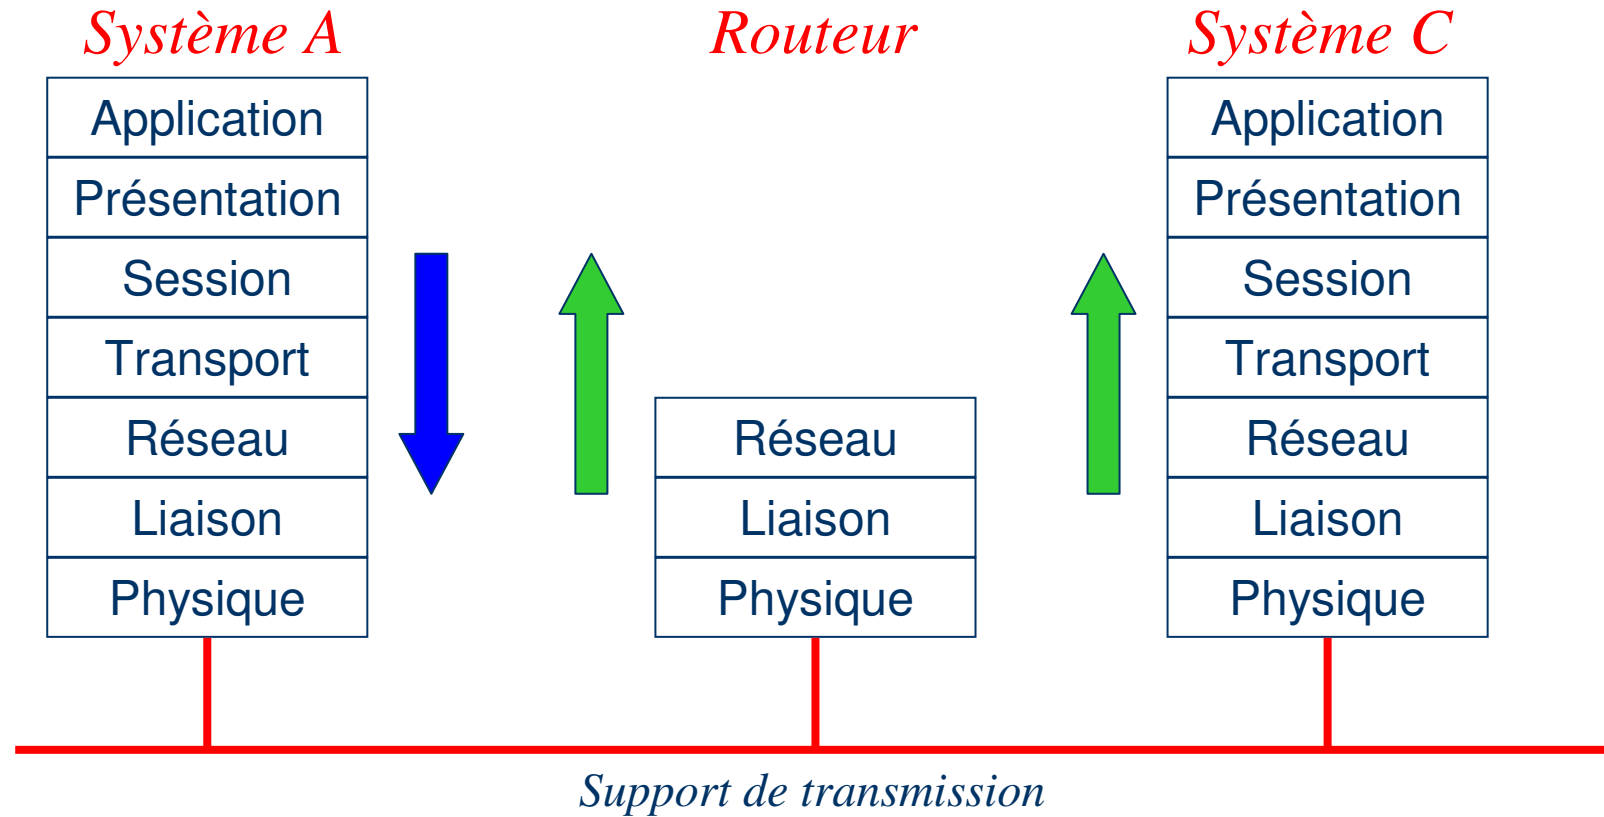 Système A
Routeur
Système C
Application
Présentation
Session
Transport
Réseau
Liaison
Physique
Réseau
Liaison
Physique
Application
Présentation
Session
Transport
Réseau
Liaison
Physique
Support de transmission